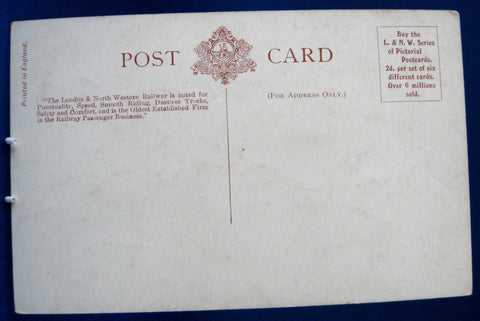 Printed in England.
POST CARD
"The London & North Western Railway is noted for
Punctuality, Speed, Smooth Riding, Dustless Tracks,
Safety and Comfort, and is the Oldest Established Firm
in the Railway Passenger Business."
(For Address Only.)
Buy the
L. & N. W. Series
of Pictorial
Postcards.
2d. per set of six
different cards.
Over 6 millions
sold.